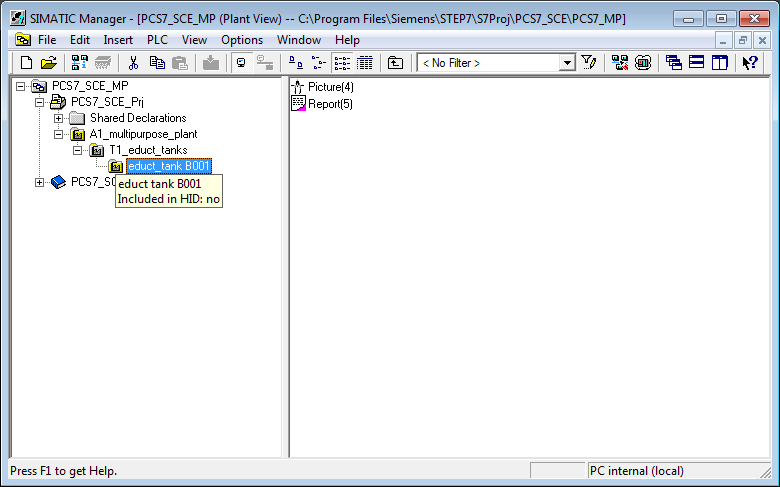 SIMATIC Manager - [PCS7_SCE_MP (Plant View) -- C:\Program Files\Siemens\STEP7\S7Proj\PCS7_SCE\PCS7_MP]
File Edit Insert PLC View Options Window Help
< No Filter >
PCS7_SCE_MP
PCS7_SCE_Prj
Shared Declarations
A1_multipurpose_plant
T1_educt_tanks
educt_tank B001
PCS7_SC
educt tank B001
Included in HID: no
Picture(4)
Report(5)
Press F1 to get Help.
PC internal (local)